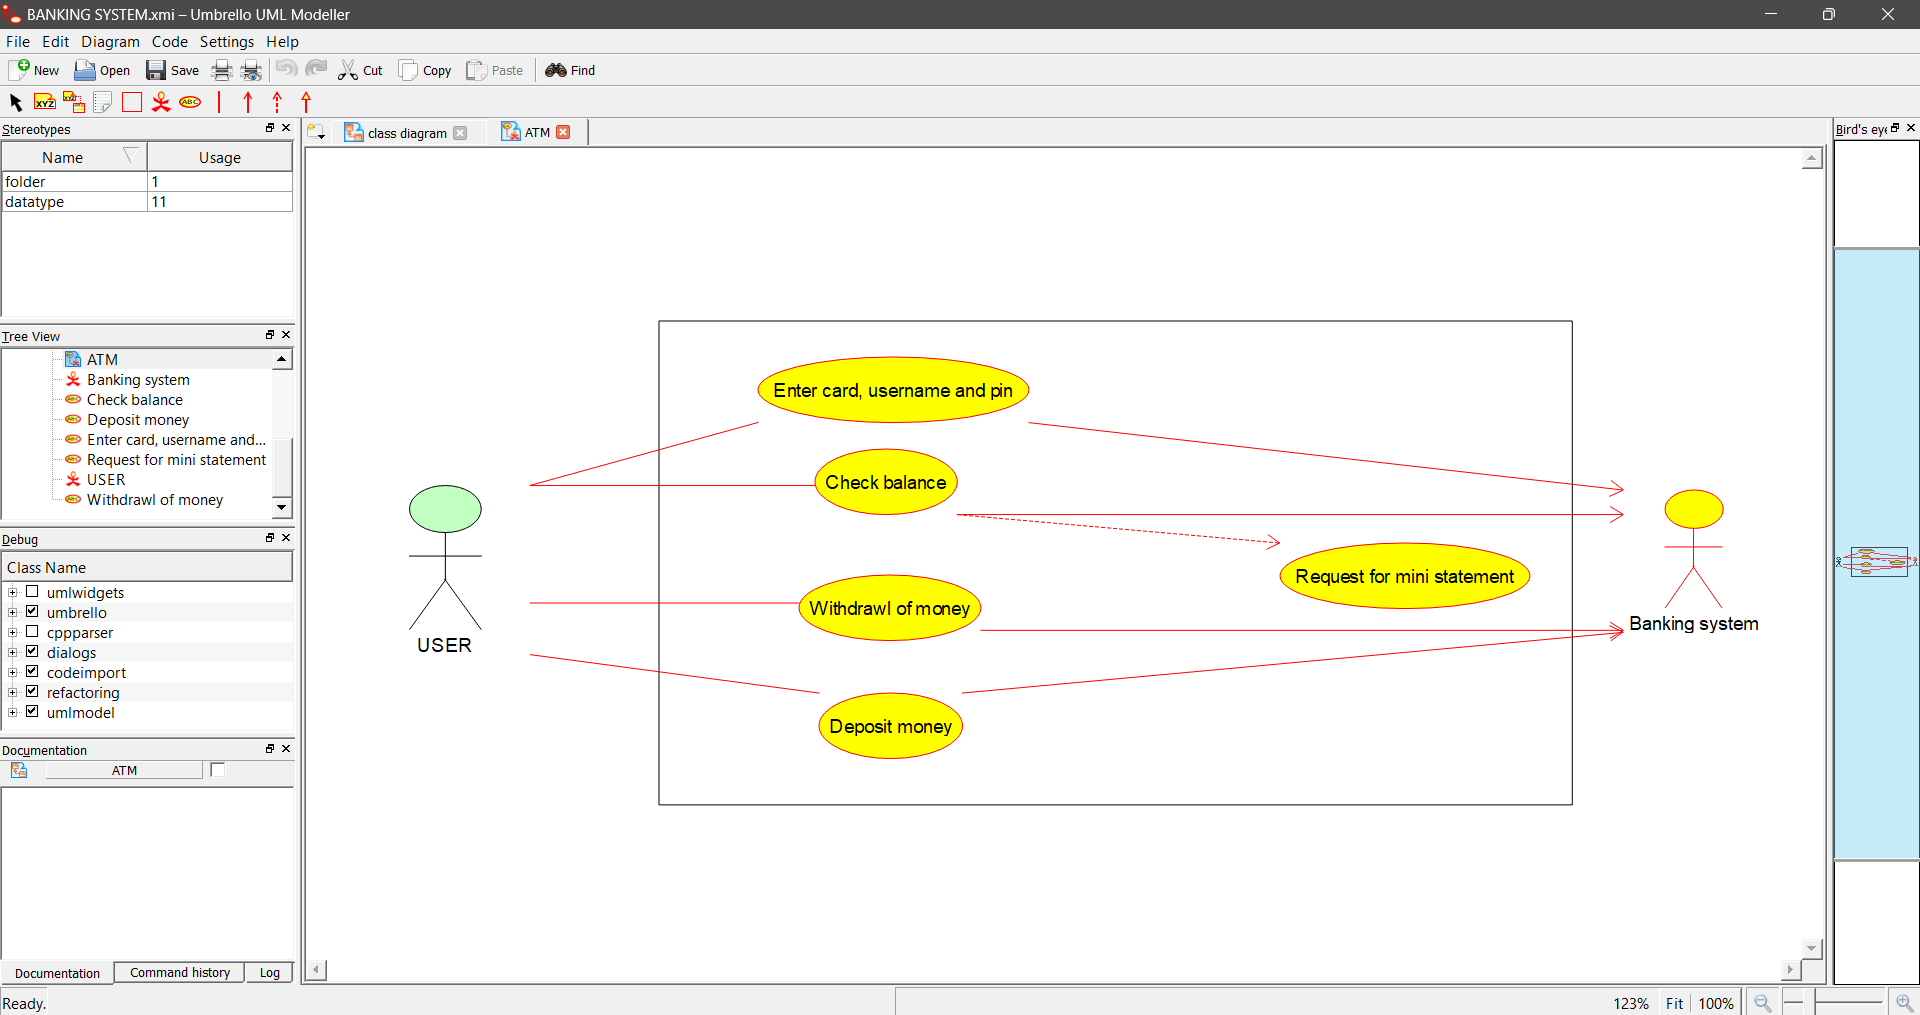 BANKING SYSTEM.xmi – Umbrello UML Modeller
File Edit Diagram Code Settings Help
New Open Save Cut Copy Paste Find
XYZ XYZ ABC
Stereotypes
Name Usage
folder 1
datatype 11
Tree View
ATM
Banking system
Check balance
Deposit money
Enter card, username and...
Request for mini statement
USER
Withdrawl of money
Debug
Class Name
umlwidgets
umbrello
cppparser
dialogs
codeimport
refactoring
umlmodel
Documentation
ATM
Documentation Command history Log
Ready.
class diagram ATM
Enter card, username and pin
Check balance
Request for mini statement
Withdrawl of money
Deposit money
USER
Banking system
Bird's eye
123% Fit 100%